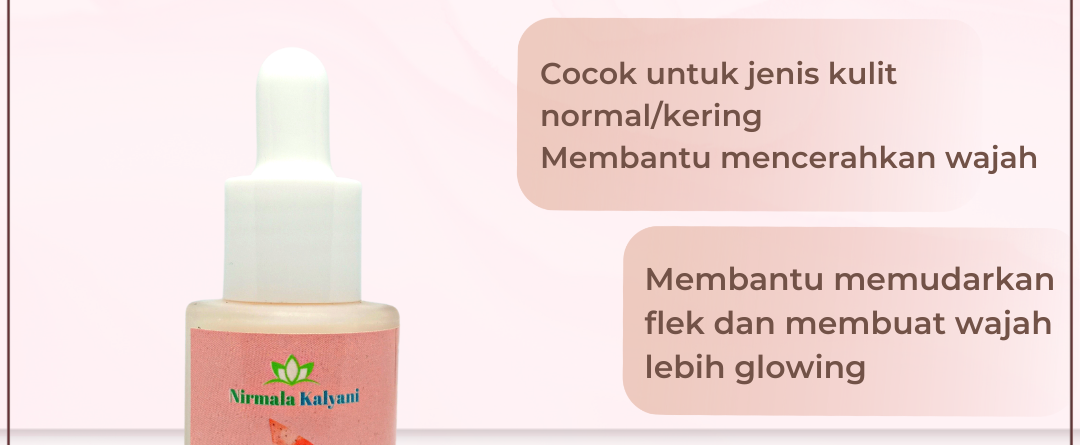 Cocok untuk jenis kulit
normal/kering
Membantu mencerahkan wajah
Membantu memudarkan
flek dan membuat wajah
lebih glowing
Nirmala Kalyani